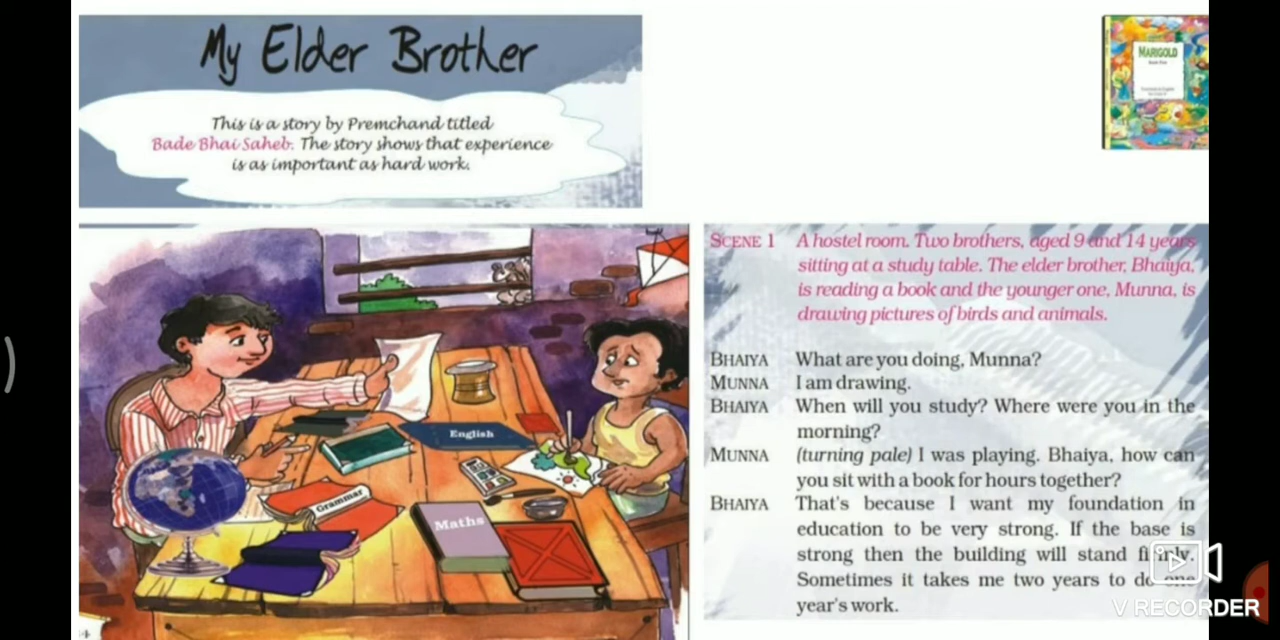 My Elder Brother
This is a story by Premchand titled
Bade Bhai Saheb. The story shows that experience
is as important as hard work.
MARIGOLD
English
Grammar
Maths
SCENE 1 A hostel room. Two brothers, aged 9 and 14 years
sitting at a study table. The elder brother, Bhaiya,
is reading a book and the younger one, Munna, is
drawing pictures of birds and animals.
BHAIYA What are you doing, Munna?
MUNNA I am drawing.
BHAIYA When will you study? Where were you in the
morning?
MUNNA (turning pale) I was playing. Bhaiya, how can
you sit with a book for hours together?
BHAIYA That's because I want my foundation in
education to be very strong. If the base is
strong then the building will stand firmly.
Sometimes it takes me two years to do one
year's work.
V RECORDER